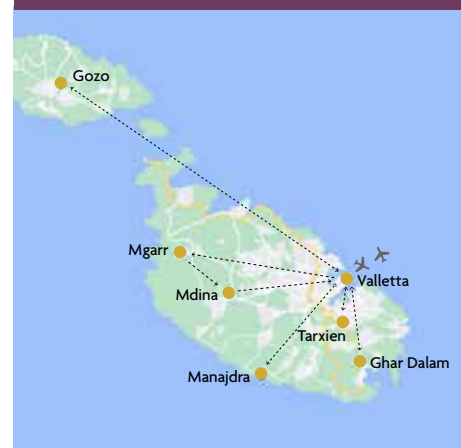 Gozo
Mgarr
Valletta
Mdina
Tarxien
Ghar Dalam
Manajdra